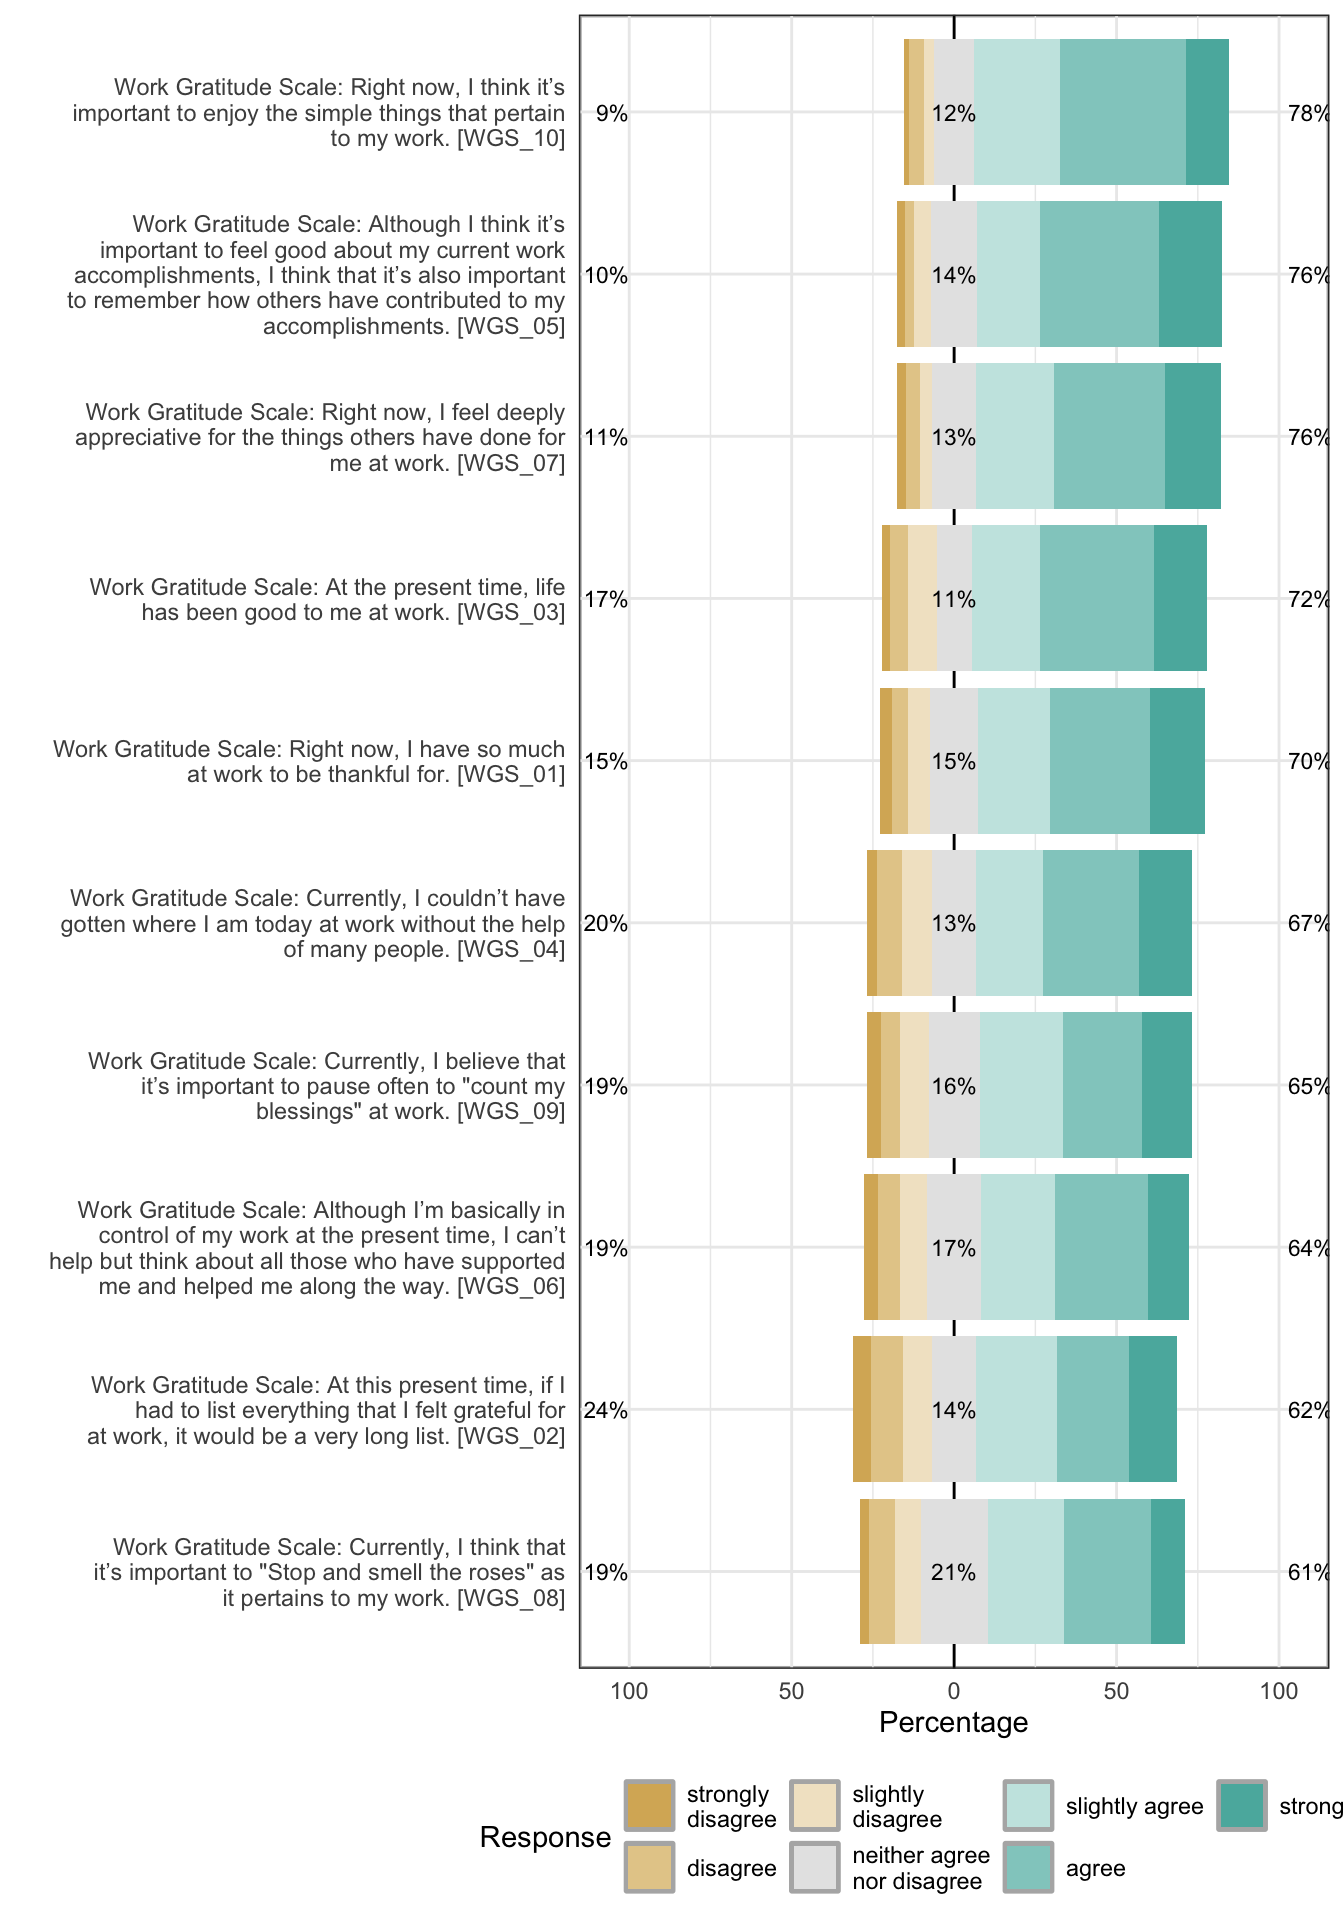 Work Gratitude Scale: Right now, I think it’s
important to enjoy the simple things that pertain
to my work. [WGS_10]
9%
12%
78%
Work Gratitude Scale: Although I think it’s
important to feel good about my current work
accomplishments, I think that it’s also important
to remember how others have contributed to my
accomplishments. [WGS_05]
10%
14%
76%
Work Gratitude Scale: Right now, I feel deeply
appreciative for the things others have done for
me at work. [WGS_07]
11%
13%
76%
Work Gratitude Scale: At the present time, life
has been good to me at work. [WGS_03]
17%
11%
72%
Work Gratitude Scale: Right now, I have so much
at work to be thankful for. [WGS_01]
15%
15%
70%
Work Gratitude Scale: Currently, I couldn’t have
gotten where I am today at work without the help
of many people. [WGS_04]
20%
13%
67%
Work Gratitude Scale: Currently, I believe that
it’s important to pause often to "count my
blessings" at work. [WGS_09]
19%
16%
65%
Work Gratitude Scale: Although I’m basically in
control of my work at the present time, I can’t
help but think about all those who have supported
me and helped me along the way. [WGS_06]
19%
17%
64%
Work Gratitude Scale: At this present time, if I
had to list everything that I felt grateful for
at work, it would be a very long list. [WGS_02]
24%
14%
62%
Work Gratitude Scale: Currently, I think that
it’s important to "Stop and smell the roses" as
it pertains to my work. [WGS_08]
19%
21%
61%
100 50 0 50 100
Percentage
Response
strongly
disagree
disagree
slightly
disagree
neither agree
nor disagree
slightly agree
agree
strong